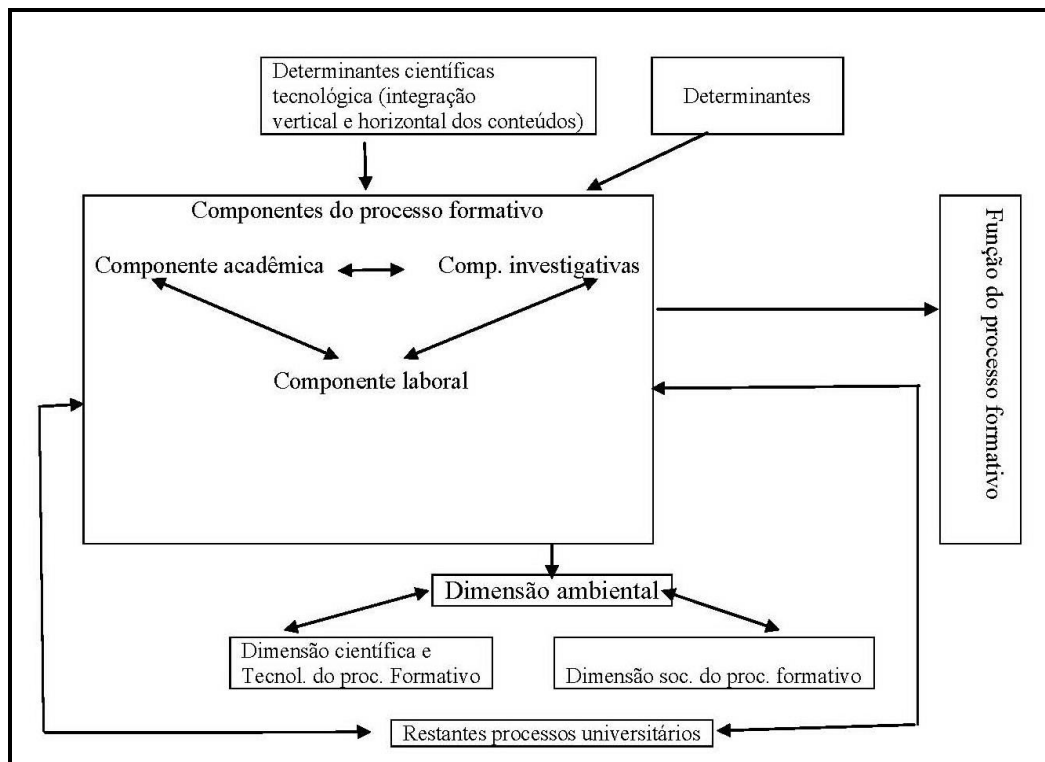 Determinantes científicas
tecnológica (integração
vertical e horizontal dos conteúdos)
Determinantes
Componentes do processo formativo
Componente acadêmica
Comp. investigativas
Componente laboral
Função do processo formativo
Dimensão ambiental
Dimensão científica e
Tecnol. do proc. Formativo
Dimensão soc. do proc. formativo
Restantes processos universitários